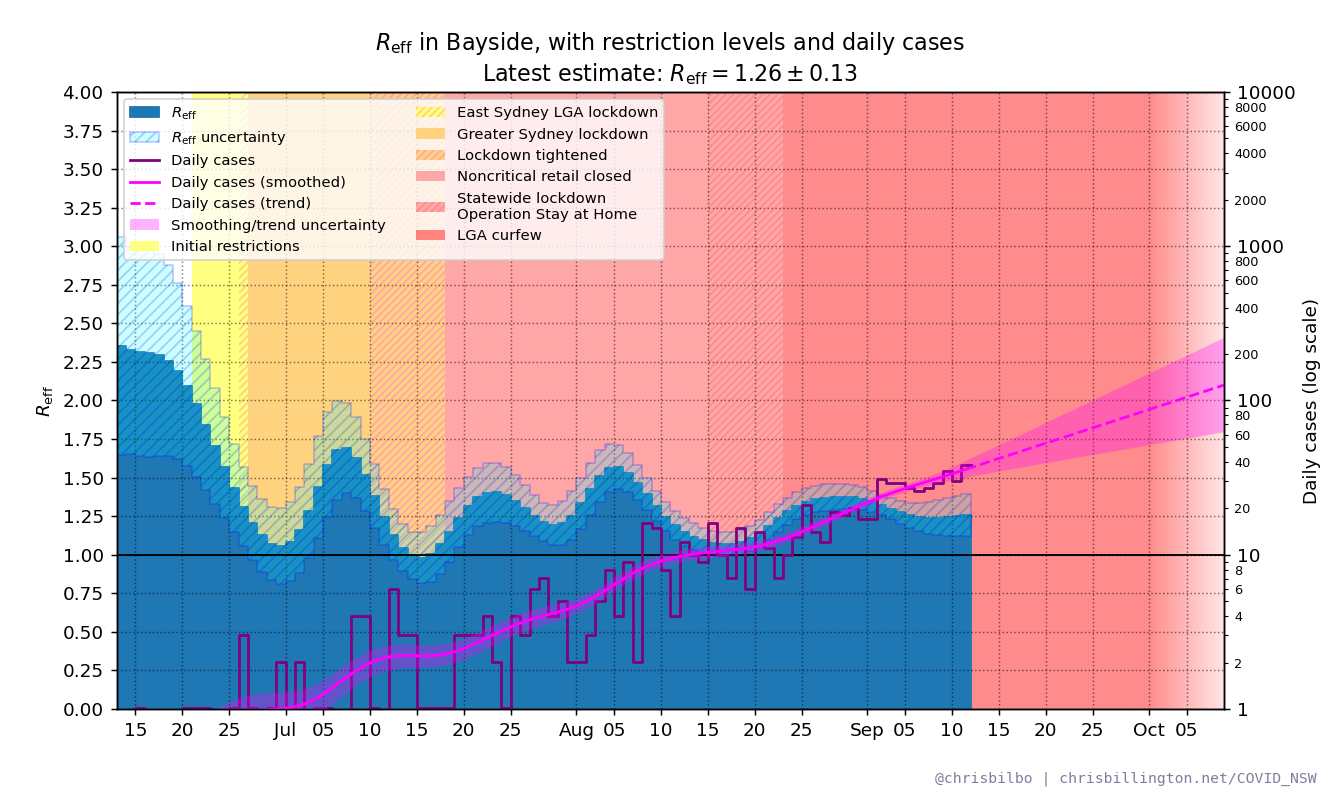 Reff in Bayside, with restriction levels and daily cases
Latest estimate: Reff = 1.26 ± 0.13
Reff
Reff uncertainty
Daily cases
Daily cases (smoothed)
Daily cases (trend)
Smoothing/trend uncertainty
Initial restrictions
East Sydney LGA lockdown
Greater Sydney lockdown
Lockdown tightened
Noncritical retail closed
Statewide lockdown
Operation Stay at Home
LGA curfew
Reff
4.00
3.75
3.50
3.25
3.00
2.75
2.50
2.25
2.00
1.75
1.50
1.25
1.00
0.75
0.50
0.25
0.00
10000
8000
6000
4000
2000
1000
800
600
400
200
100
80
60
40
20
10
8
6
4
2
1
Daily cases (log scale)
15 20 25 Jul 05 10 15 20 25 Aug 05 10 15 20 25 Sep 05 10 15 20 25 Oct 05
@chrisbilbo | chrisbillington.net/COVID_NSW